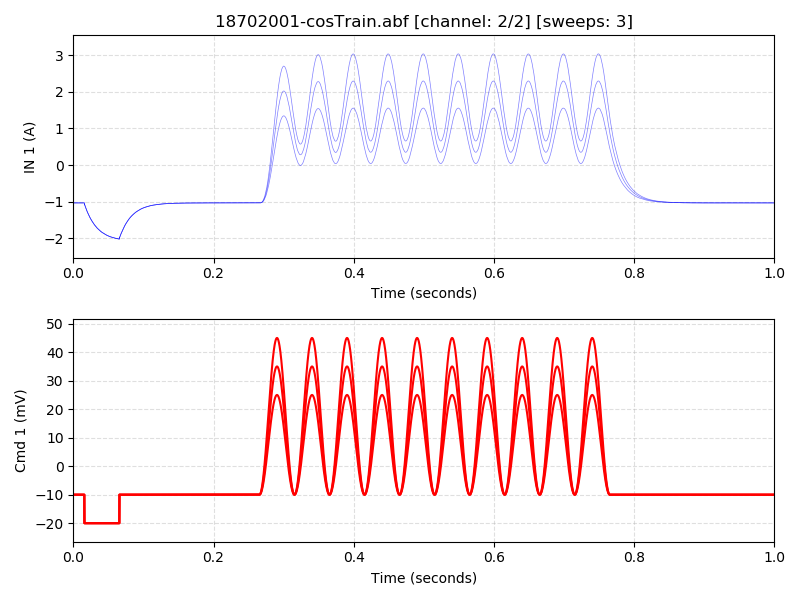 18702001-cosTrain.abf [channel: 2/2] [sweeps: 3]
IN 1 (A)
3
2
1
0
−1
−2
0.0 0.2 0.4 0.6 0.8 1.0
Time (seconds)
Cmd 1 (mV)
50
40
30
20
10
0
−10
−20
0.0 0.2 0.4 0.6 0.8 1.0
Time (seconds)